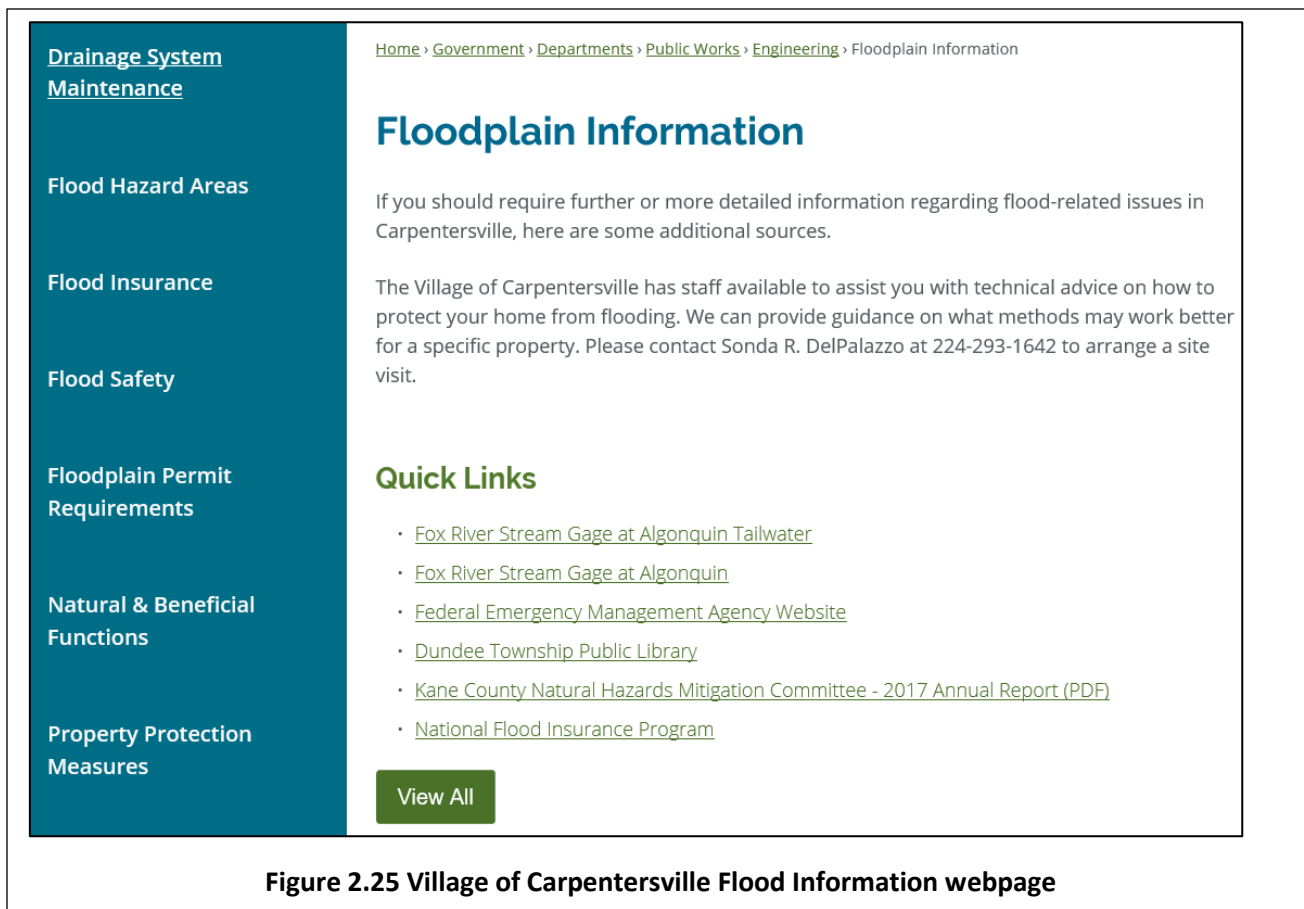 Drainage System
Maintenance
Flood Hazard Areas
Flood Insurance
Flood Safety
Floodplain Permit
Requirements
Natural & Beneficial
Functions
Property Protection
Measures
Home › Government › Departments › Public Works › Engineering › Floodplain Information
Floodplain Information
If you should require further or more detailed information regarding flood-related issues in
Carpentersville, here are some additional sources.
The Village of Carpentersville has staff available to assist you with technical advice on how to
protect your home from flooding. We can provide guidance on what methods may work better
for a specific property. Please contact Sonda R. DelPalazzo at 224-293-1642 to arrange a site
visit.
Quick Links
• Fox River Stream Gage at Algonquin Tailwater
• Fox River Stream Gage at Algonquin
• Federal Emergency Management Agency Website
• Dundee Township Public Library
• Kane County Natural Hazards Mitigation Committee - 2017 Annual Report (PDF)
• National Flood Insurance Program
View All
Figure 2.25 Village of Carpentersville Flood Information webpage